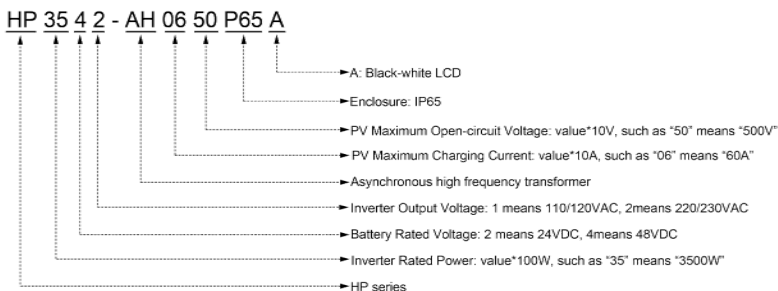 HP 35 4 2 - AH 06 50 P65 A
A: Black-white LCD
Enclosure: IP65
PV Maximum Open-circuit Voltage: value*10V, such as “50” means “500V”
PV Maximum Charging Current: value*10A, such as “06” means “60A”
Asynchronous high frequency transformer
Inverter Output Voltage: 1 means 110/120VAC, 2means 220/230VAC
Battery Rated Voltage: 2 means 24VDC, 4means 48VDC
Inverter Rated Power: value*100W, such as “35” means “3500W”
HP series